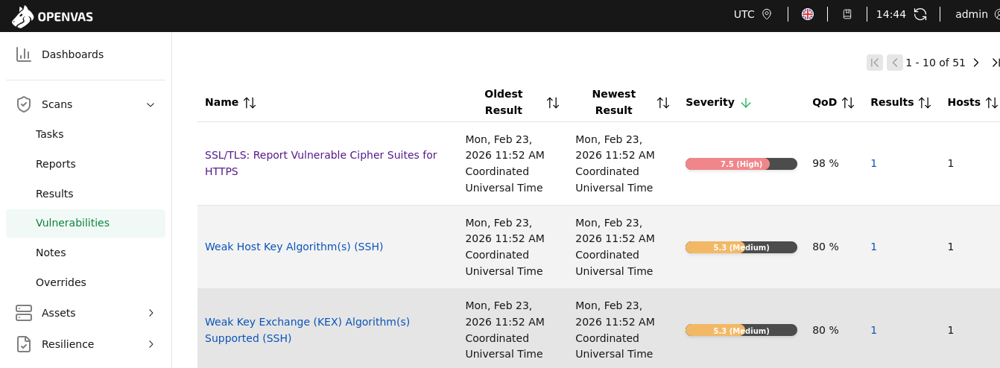 OPENVAS
UTC
14:44
admin
Dashboards
Scans
Tasks
Reports
Results
Vulnerabilities
Notes
Overrides
Assets
Resilience
1 - 10 of 51
Name
Oldest
Result
Newest
Result
Severity
QoD
Results
Hosts
SSL/TLS: Report Vulnerable Cipher Suites for
HTTPS
Mon, Feb 23,
2026 11:52 AM
Coordinated
Universal Time
Mon, Feb 23,
2026 11:52 AM
Coordinated
Universal Time
7.5 (High)
98 %
1
1
Weak Host Key Algorithm(s) (SSH)
Mon, Feb 23,
2026 11:52 AM
Coordinated
Universal Time
Mon, Feb 23,
2026 11:52 AM
Coordinated
Universal Time
5.3 (Medium)
80 %
1
1
Weak Key Exchange (KEX) Algorithm(s)
Supported (SSH)
Mon, Feb 23,
2026 11:52 AM
Coordinated
Universal Time
Mon, Feb 23,
2026 11:52 AM
Coordinated
Universal Time
5.3 (Medium)
80 %
1
1